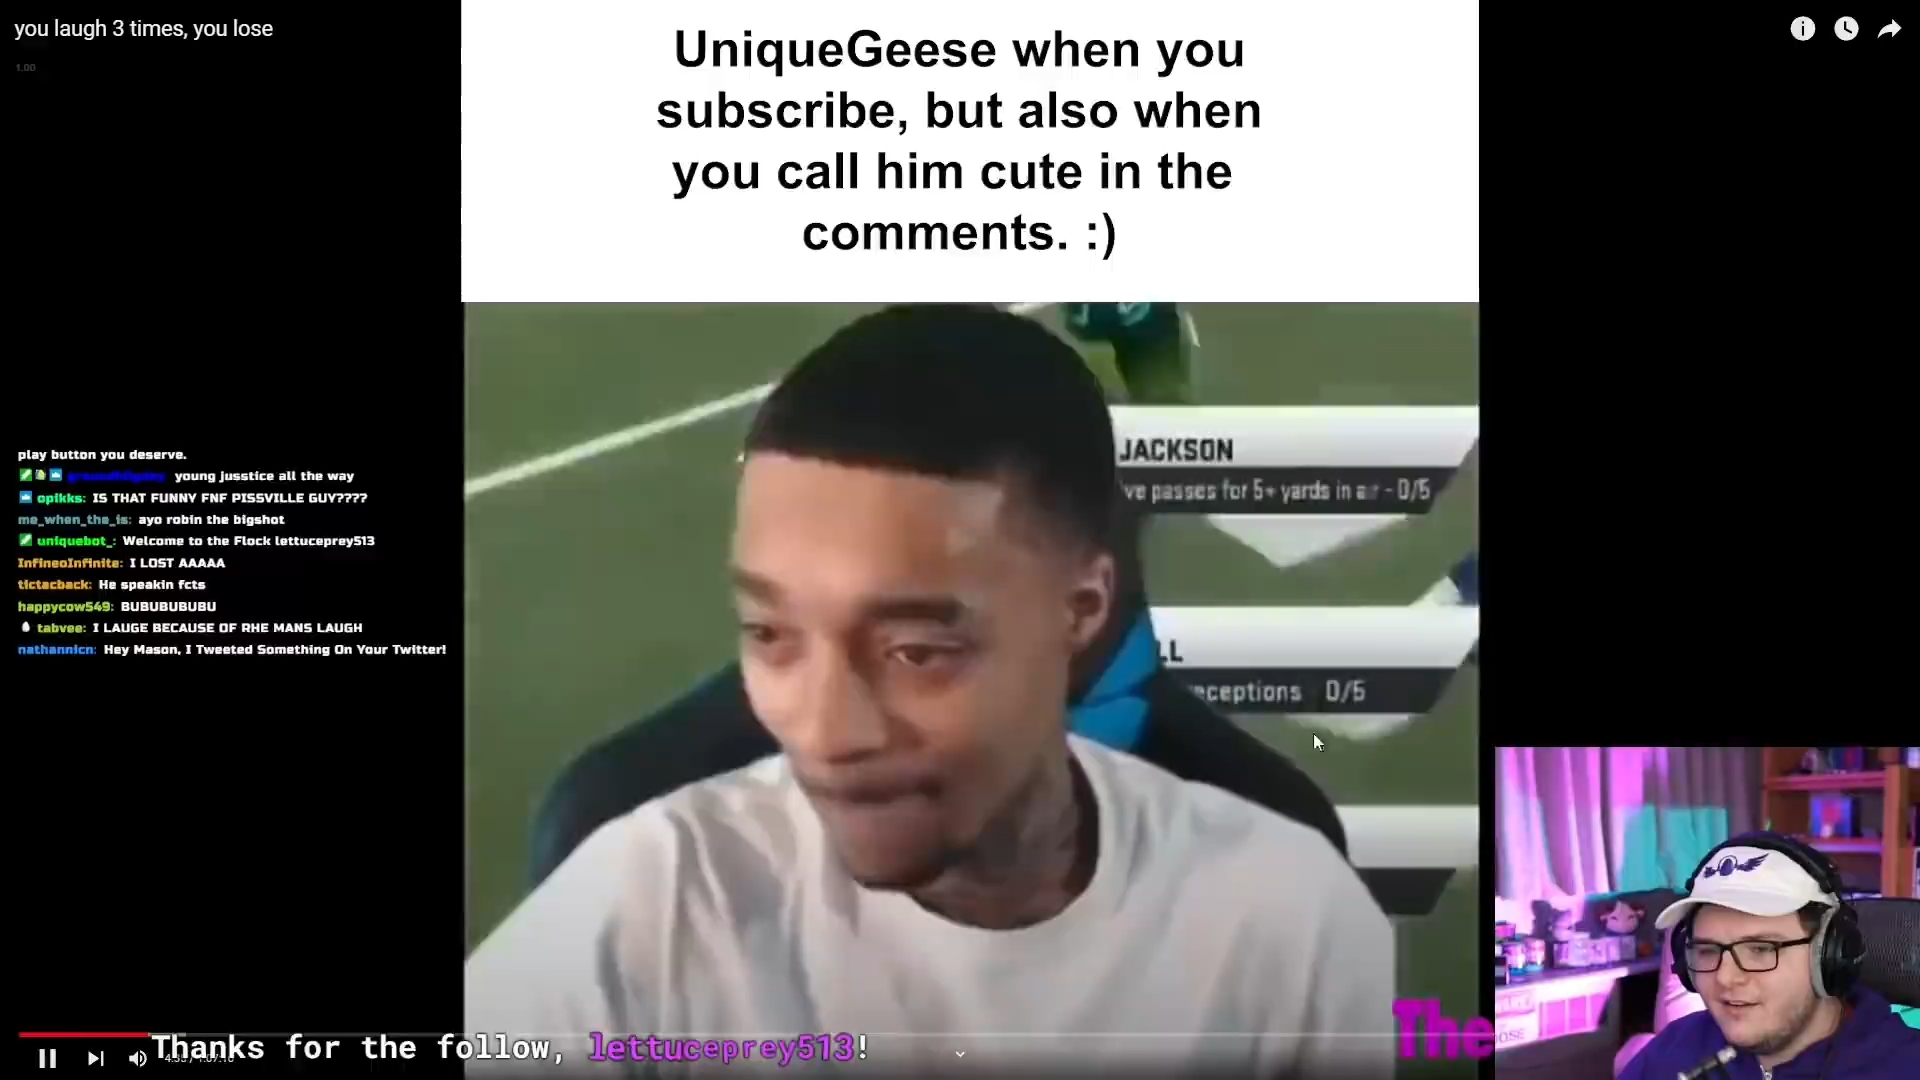 you laugh 3 times, you lose
1.00
UniqueGeese when you
subscribe, but also when
you call him cute in the
comments. :)
JACKSON
ve passes for 5+ yards in air - 0/5
LL
eceptions 0/5
play button you deserve.
young jusstice all the way
opikks: IS THAT FUNNY FNF PISSVILLE GUY????
me_when_the_is: ayo robin the bigshot
uniquebot_: Welcome to the Flock lettuceprey513
InfineoInfinite: I LOST AAAAA
tictacback: He speakin fcts
happycow549: BUBUBUBUBU
tabvee: I LAUGE BECAUSE OF RHE MANS LAUGH
nathannicn: Hey Mason, I Tweeted Something On Your Twitter!
Thanks for the follow, lettuceprey513!
The